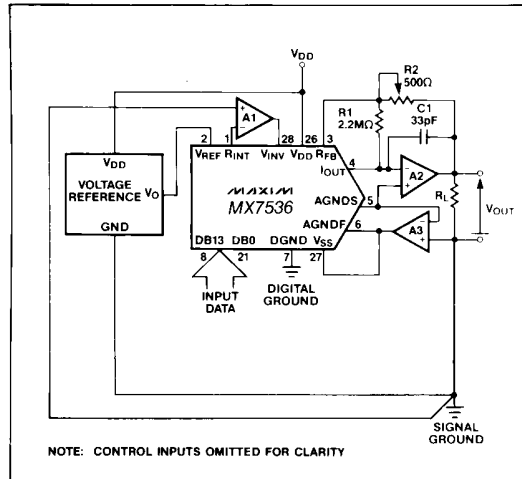 VDD
R2
500Ω
R1
2.2MΩ
C1
33pF
A1
2 1 28 26 3
VREF RINT VINV VDD RFB
4
IOUT
VDD
VOLTAGE
REFERENCE
VO
GND
MAXIM
MX7536
A2
AGNDS 5
AGNDF 6
A3
RL
VOUT
DB13 DB0 DGND VSS
8 21 7 27
INPUT
DATA
DIGITAL
GROUND
SIGNAL
GROUND
NOTE: CONTROL INPUTS OMITTED FOR CLARITY